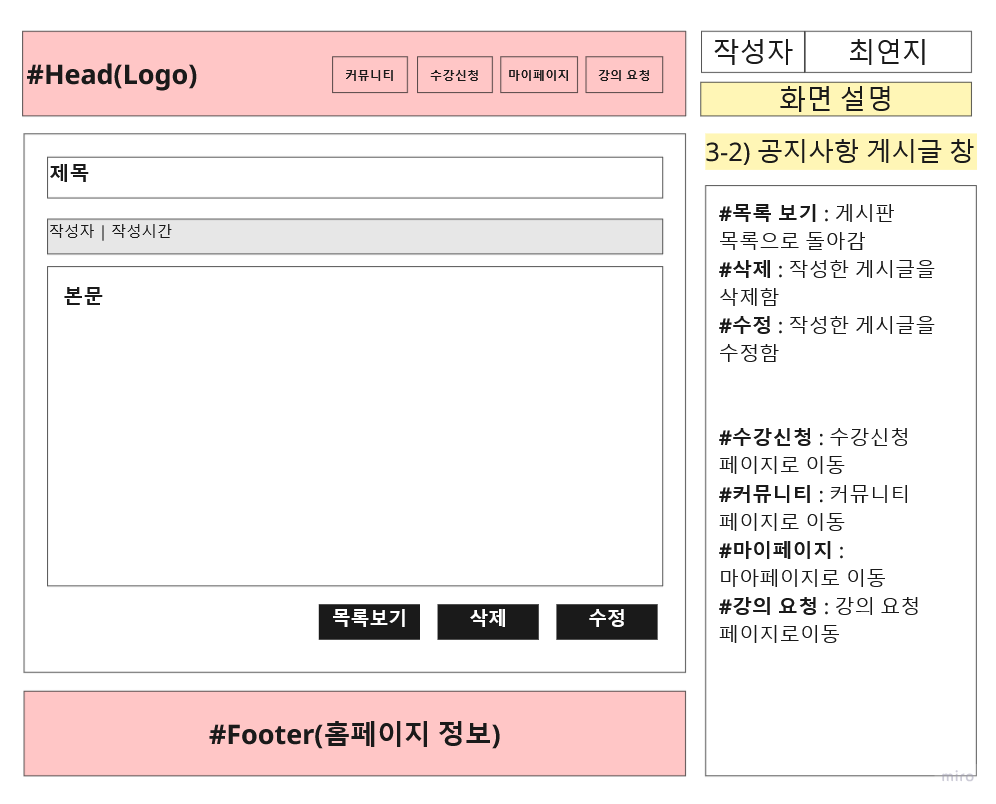 #Head(Logo)
커뮤니티
수강신청
마이페이지
강의 요청
제목
작성자 | 작성시간
본문
목록보기
삭제
수정
#Footer(홈페이지 정보)
작성자
최연지
화면 설명
3-2) 공지사항 게시글 창
#목록 보기 : 게시판
목록으로 돌아감
#삭제 : 작성한 게시글을
삭제함
#수정 : 작성한 게시글을
수정함
#수강신청 : 수강신청
페이지로 이동
#커뮤니티 : 커뮤니티
페이지로 이동
#마이페이지 :
마아페이지로 이동
#강의 요청 : 강의 요청
페이지로이동
miro